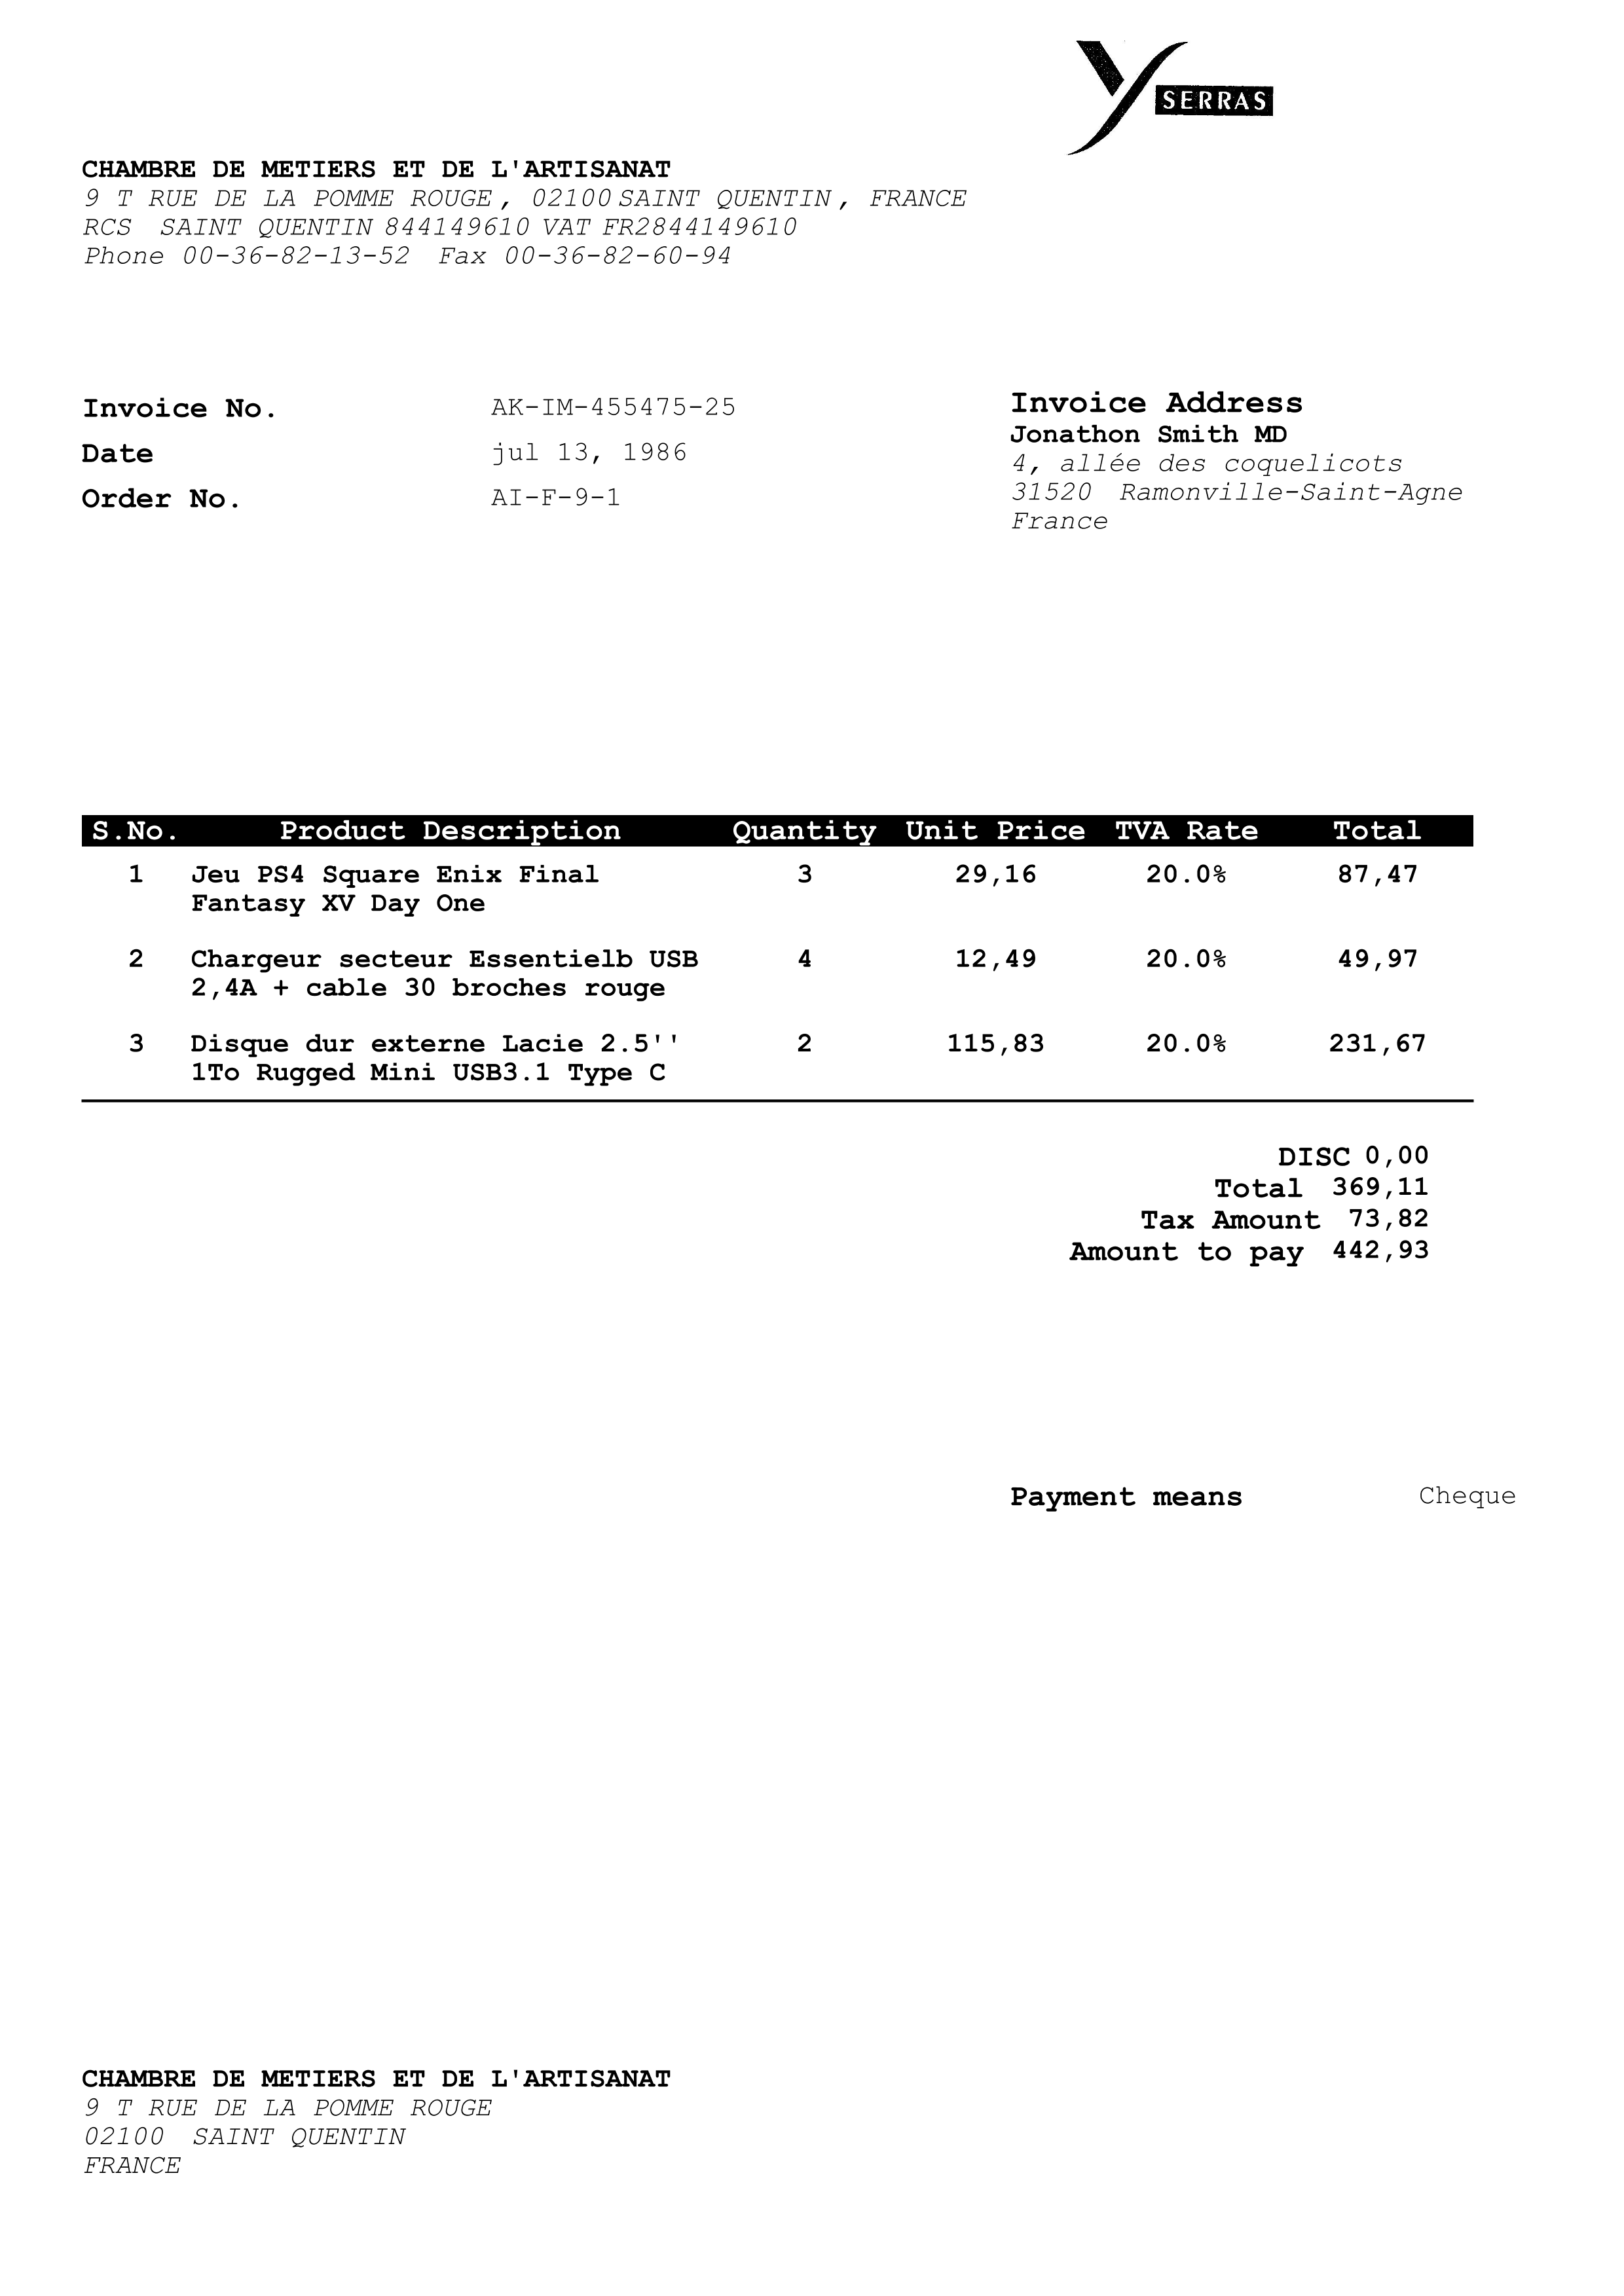 Y SERRAS
CHAMBRE DE METIERS ET DE L'ARTISANAT
9 T RUE DE LA POMME ROUGE, 02100 SAINT QUENTIN, FRANCE
RCS SAINT QUENTIN 844149610 VAT FR2844149610
Phone 00-36-82-13-52 Fax 00-36-82-60-94
Invoice No. AK-IM-455475-25
Date jul 13, 1986
Order No. AI-F-9-1
Invoice Address
Jonathon Smith MD
4, allée des coquelicots
31520 Ramonville-Saint-Agne
France
S.No. Product Description Quantity Unit Price TVA Rate Total
1 Jeu PS4 Square Enix Final 3 29,16 20.0% 87,47
Fantasy XV Day One
2 Chargeur secteur Essentielb USB 4 12,49 20.0% 49,97
2,4A + cable 30 broches rouge
3 Disque dur externe Lacie 2.5'' 2 115,83 20.0% 231,67
1To Rugged Mini USB3.1 Type C
DISC 0,00
Total 369,11
Tax Amount 73,82
Amount to pay 442,93
Payment means Cheque
CHAMBRE DE METIERS ET DE L'ARTISANAT
9 T RUE DE LA POMME ROUGE
02100 SAINT QUENTIN
FRANCE